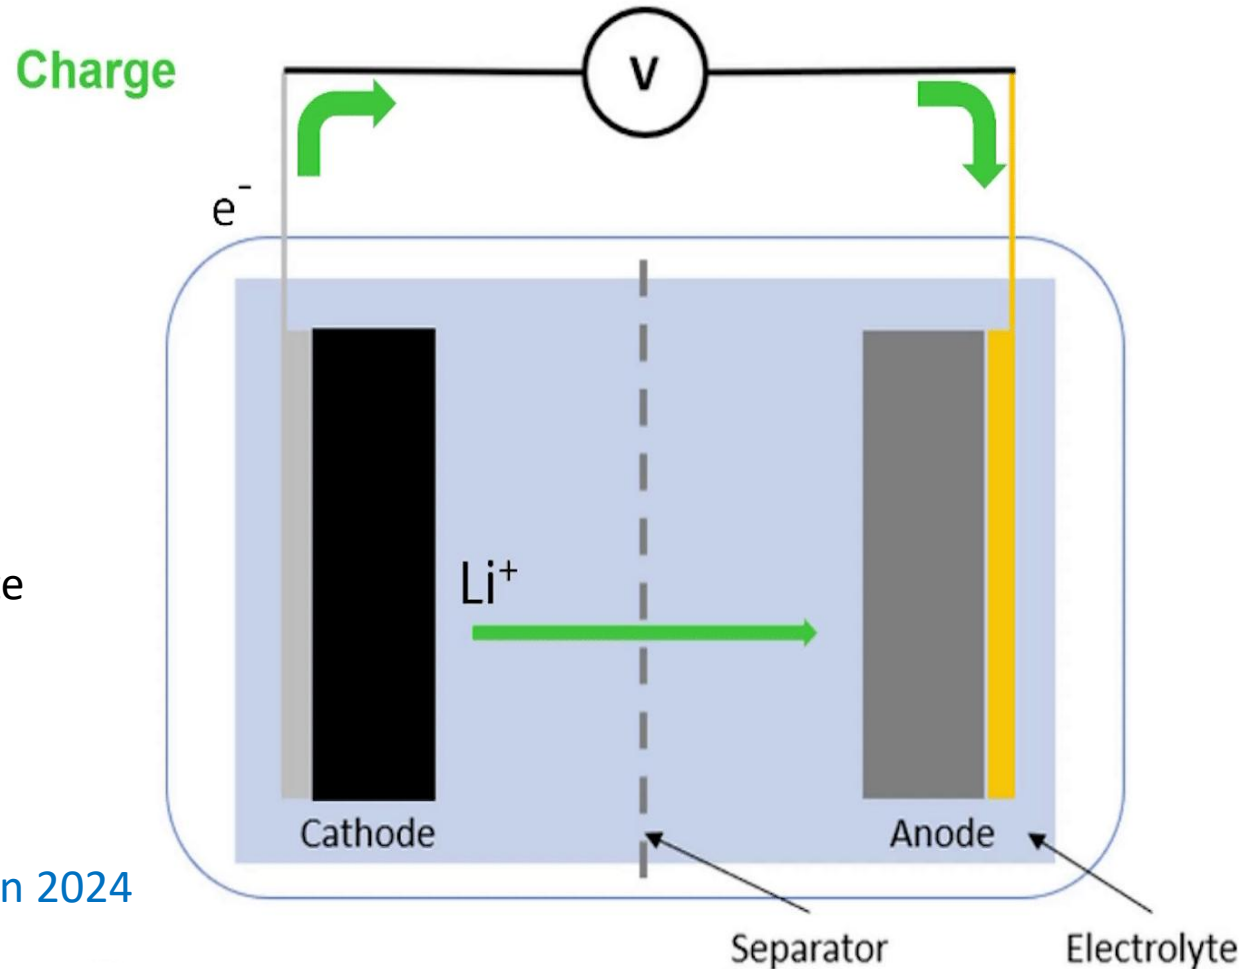 Charge
V
e⁻
e
Li⁺
Cathode
Anode
n 2024
Separator
Electrolyte